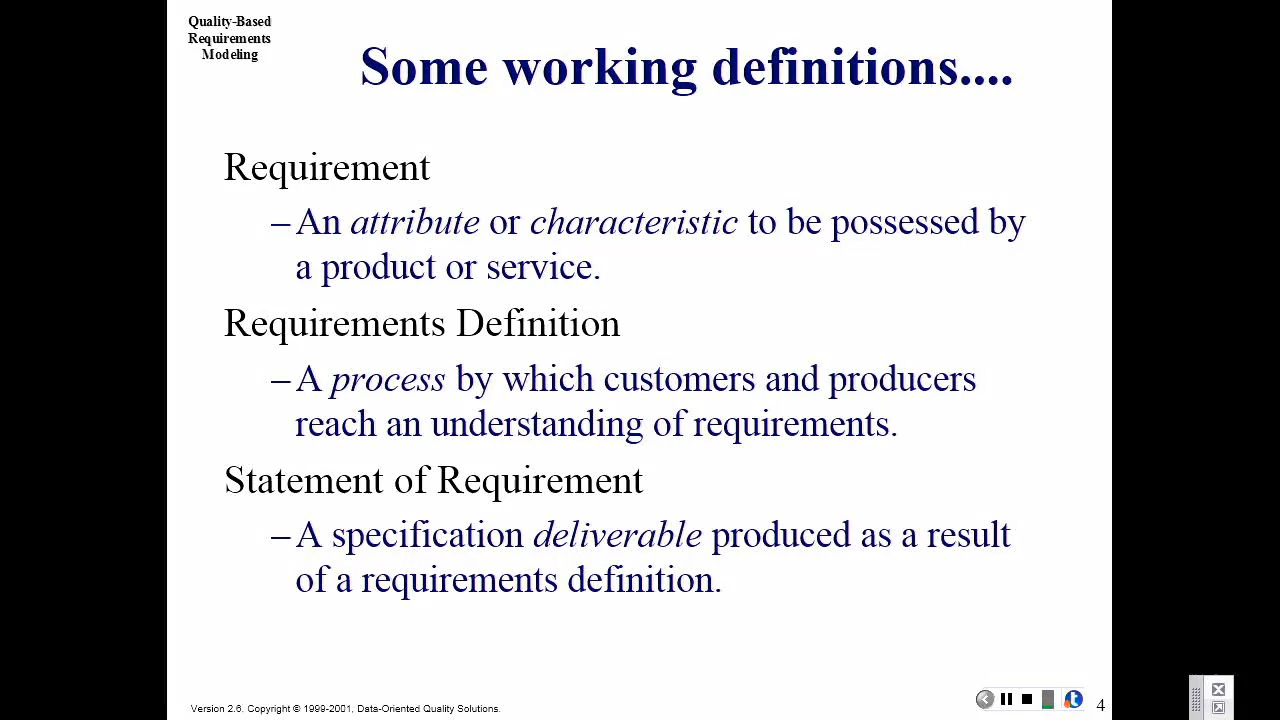 Quality-Based
Requirements
Modeling
Some working definitions....
Requirement
–An attribute or characteristic to be possessed by
a product or service.
Requirements Definition
–A process by which customers and producers
reach an understanding of requirements.
Statement of Requirement
–A specification deliverable produced as a result
of a requirements definition.
Version 2.6. Copyright © 1999-2001, Data-Oriented Quality Solutions.
t
4